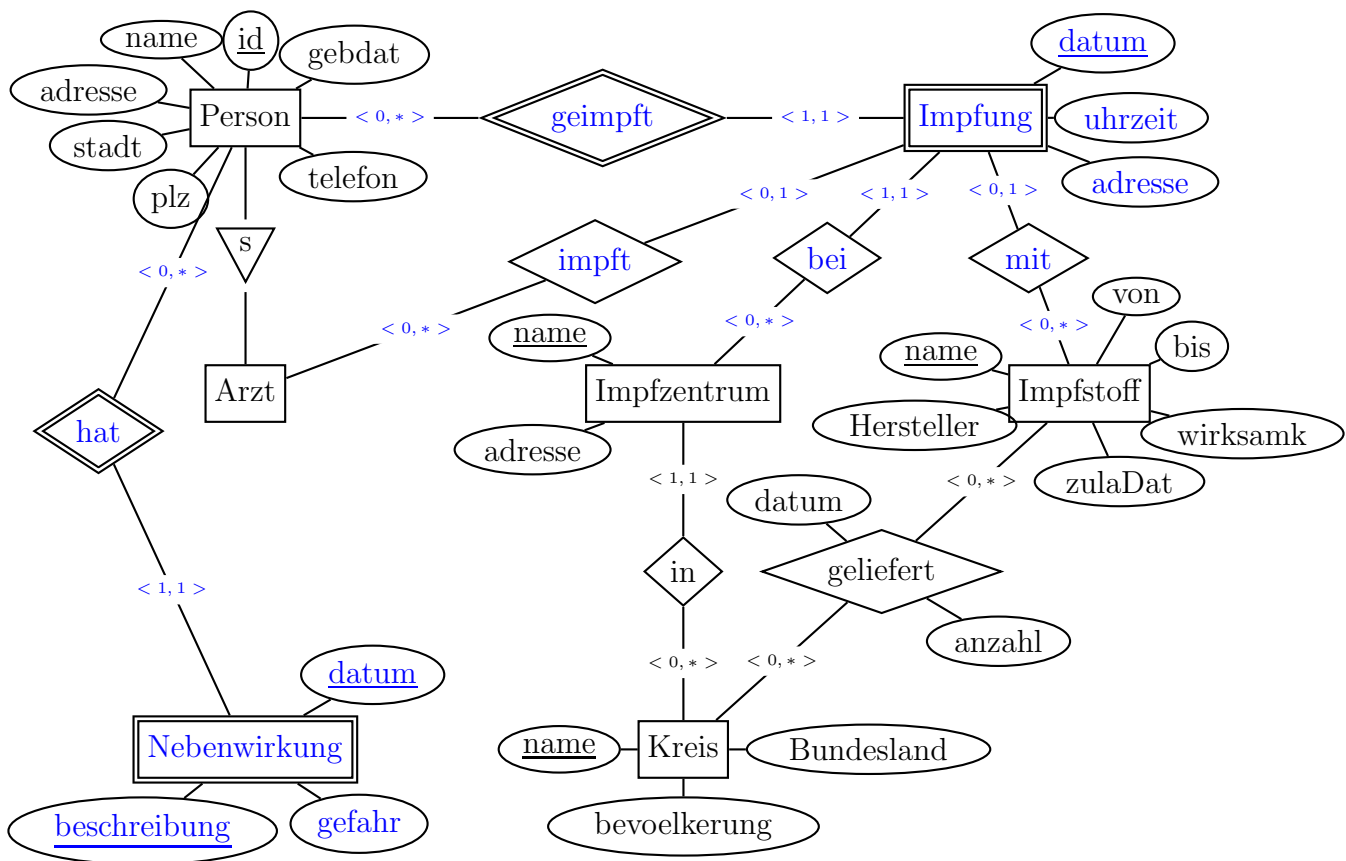 name
id
gebdat
datum
adresse
Person
< 0, ∗ >
geimpft
< 1, 1 >
Impfung
uhrzeit
stadt
telefon
adresse
plz
< 0, 1 >
< 1, 1 >
< 0, 1 >
s
< 0, ∗ >
impft
bei
mit
von
< 0, ∗ >
< 0, ∗ >
< 0, ∗ >
name
name
bis
Arzt
Impfzentrum
Impfstoff
hat
Hersteller
wirksamk
adresse
< 1, 1 >
< 0, ∗ >
zulaDat
datum
in
geliefert
< 1, 1 >
anzahl
< 0, ∗ >
< 0, ∗ >
datum
Nebenwirkung
name
Kreis
Bundesland
beschreibung
gefahr
bevoelkerung